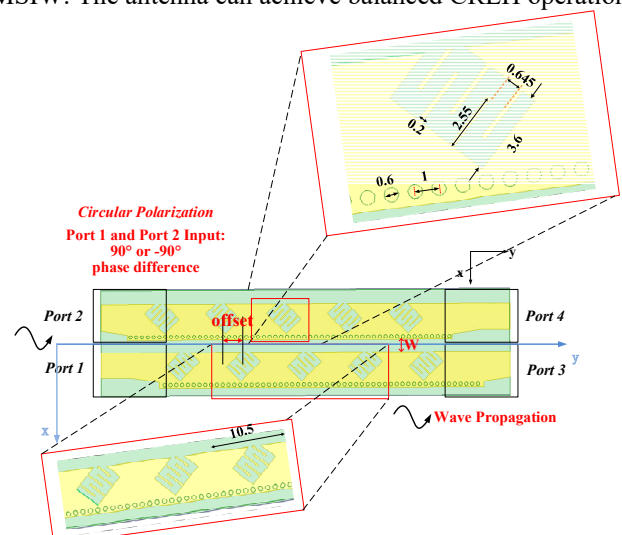 MSIW. The antenna can achieve balanced CRLH operation
0.645
2.55
0.2
3.6
0.6
1
Circular Polarization
Port 1 and Port 2 Input:
90° or -90°
phase difference
y
x
Port 2
offset
Port 4
W
y
Port 1
Port 3
x
Wave Propagation
10.5